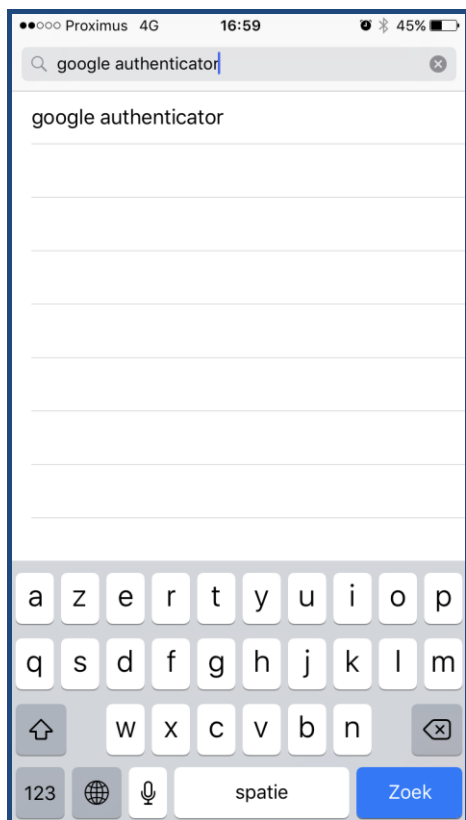 Proximus 4G 16:59 45%
google authenticator
google authenticator
a z e r t y u i o p
q s d f g h j k l m
w x c v b n
123 spatie Zoek